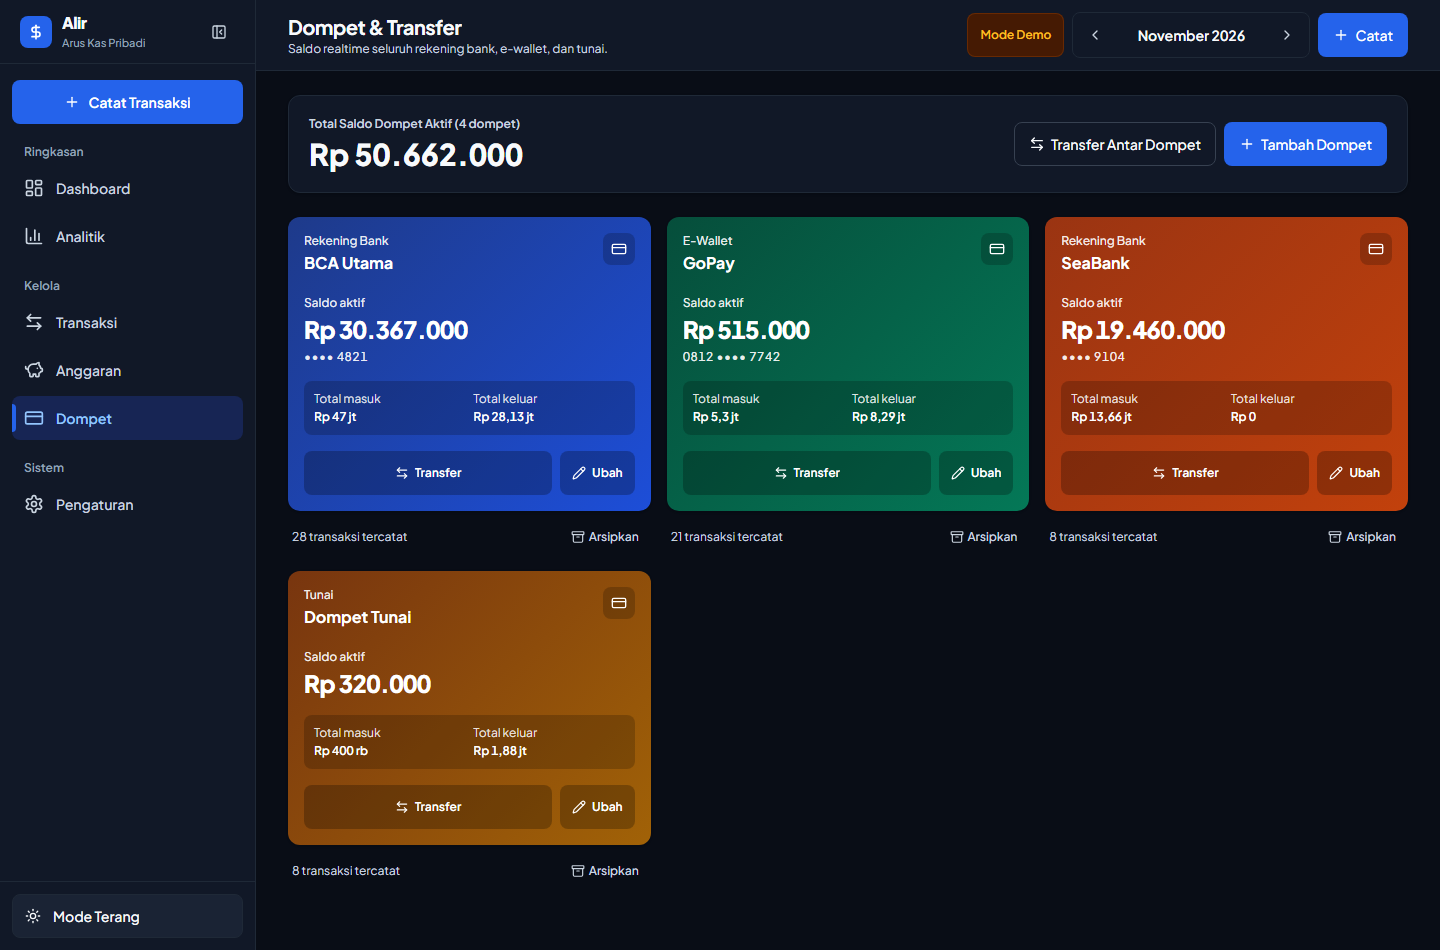 Alir
Arus Kas Pribadi
Catat Transaksi
Ringkasan
Dashboard
Analitik
Kelola
Transaksi
Anggaran
Dompet
Sistem
Pengaturan
Mode Terang
Dompet & Transfer
Saldo realtime seluruh rekening bank, e-wallet, dan tunai.
Mode Demo
November 2026
Catat
Total Saldo Dompet Aktif (4 dompet)
Rp 50.662.000
Transfer Antar Dompet
Tambah Dompet
Rekening Bank
BCA Utama
Saldo aktif
Rp 30.367.000
•••• 4821
Total masuk
Rp 47 jt
Total keluar
Rp 28,13 jt
Transfer
Ubah
28 transaksi tercatat
Arsipkan
E-Wallet
GoPay
Saldo aktif
Rp 515.000
0812 •••• 7742
Total masuk
Rp 5,3 jt
Total keluar
Rp 8,29 jt
Transfer
Ubah
21 transaksi tercatat
Arsipkan
Rekening Bank
SeaBank
Saldo aktif
Rp 19.460.000
•••• 9104
Total masuk
Rp 13,66 jt
Total keluar
Rp 0
Transfer
Ubah
8 transaksi tercatat
Arsipkan
Tunai
Dompet Tunai
Saldo aktif
Rp 320.000
Total masuk
Rp 400 rb
Total keluar
Rp 1,88 jt
Transfer
Ubah
8 transaksi tercatat
Arsipkan